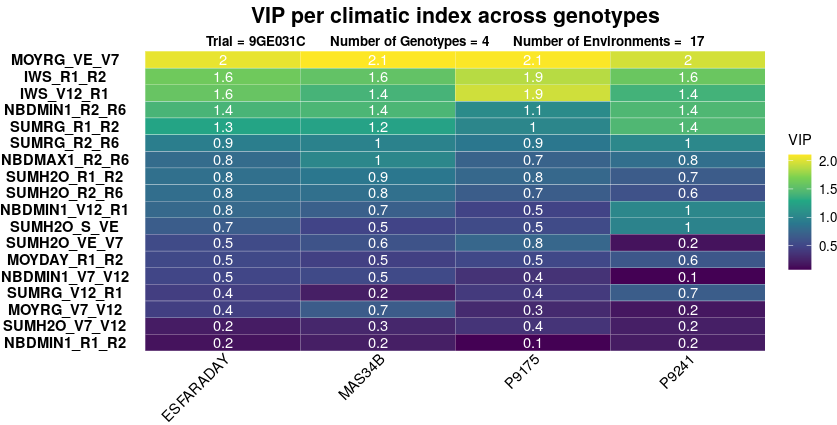 VIP per climatic index across genotypes
Trial = 9GE031C Number of Genotypes = 4 Number of Environments = 17
MOYRG_VE_V7 2 2.1 2.1 2
IWS_R1_R2 1.6 1.6 1.9 1.6
IWS_V12_R1 1.6 1.4 1.9 1.4
NBDMIN1_R2_R6 1.4 1.4 1.1 1.4
SUMRG_R1_R2 1.3 1.2 1 1.4
SUMRG_R2_R6 0.9 1 0.9 1
NBDMAX1_R2_R6 0.8 1 0.7 0.8
SUMH2O_R1_R2 0.8 0.9 0.8 0.7
SUMH2O_R2_R6 0.8 0.8 0.7 0.6
NBDMIN1_V12_R1 0.8 0.7 0.5 1
SUMH2O_S_VE 0.7 0.5 0.5 1
SUMH2O_VE_V7 0.5 0.6 0.8 0.2
MOYDAY_R1_R2 0.5 0.5 0.5 0.6
NBDMIN1_V7_V12 0.5 0.5 0.4 0.1
SUMRG_V12_R1 0.4 0.2 0.4 0.7
MOYRG_V7_V12 0.4 0.7 0.3 0.2
SUMH2O_V7_V12 0.2 0.3 0.4 0.2
NBDMIN1_R1_R2 0.2 0.2 0.1 0.2
ESFARADAY MAS34B P9175 P9241
VIP
2.0
1.5
1.0
0.5